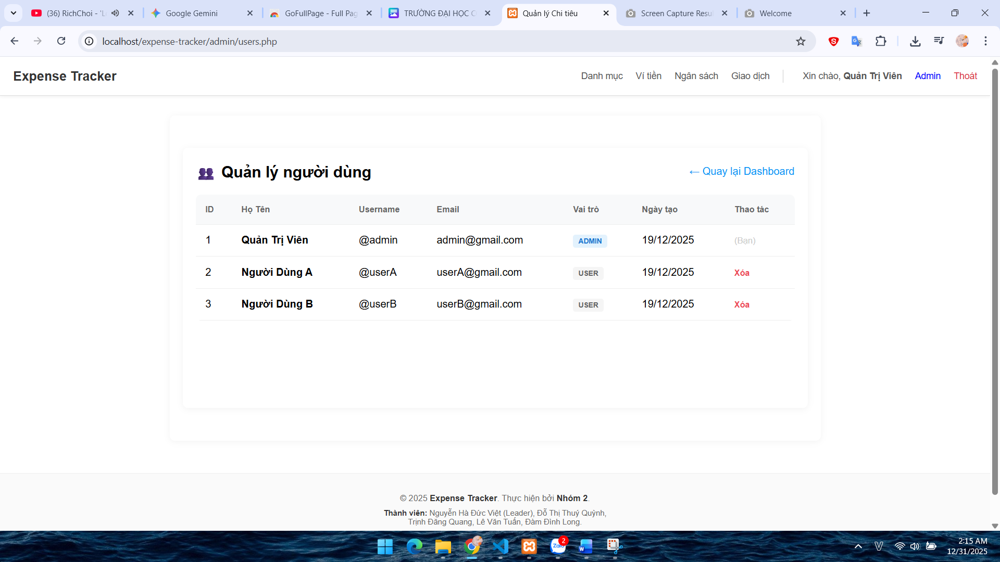 (36) RichChoi - 'L
Google Gemini
GoFullPage - Full Pag
TRƯỜNG ĐẠI HỌC
Quản lý Chi tiêu
Screen Capture Resul
Welcome
localhost/expense-tracker/admin/users.php
Expense Tracker
Danh mục Ví tiền Ngân sách Giao dịch Xin chào, Quản Trị Viên Admin Thoát
Quản lý người dùng
← Quay lại Dashboard
ID Họ Tên Username Email Vai trò Ngày tạo Thao tác
1 Quản Trị Viên @admin admin@gmail.com ADMIN 19/12/2025 (Bạn)
2 Người Dùng A @userA userA@gmail.com USER 19/12/2025 Xóa
3 Người Dùng B @userB userB@gmail.com USER 19/12/2025 Xóa
© 2025 Expense Tracker. Thực hiện bởi Nhóm 2.
Thành viên: Nguyễn Hà Đức Việt (Leader), Đỗ Thị Thuý Quỳnh,
Trịnh Đăng Quang, Lê Văn Tuấn, Đàm Đình Long.
Zalo
2
V
2:15 AM
12/31/2025